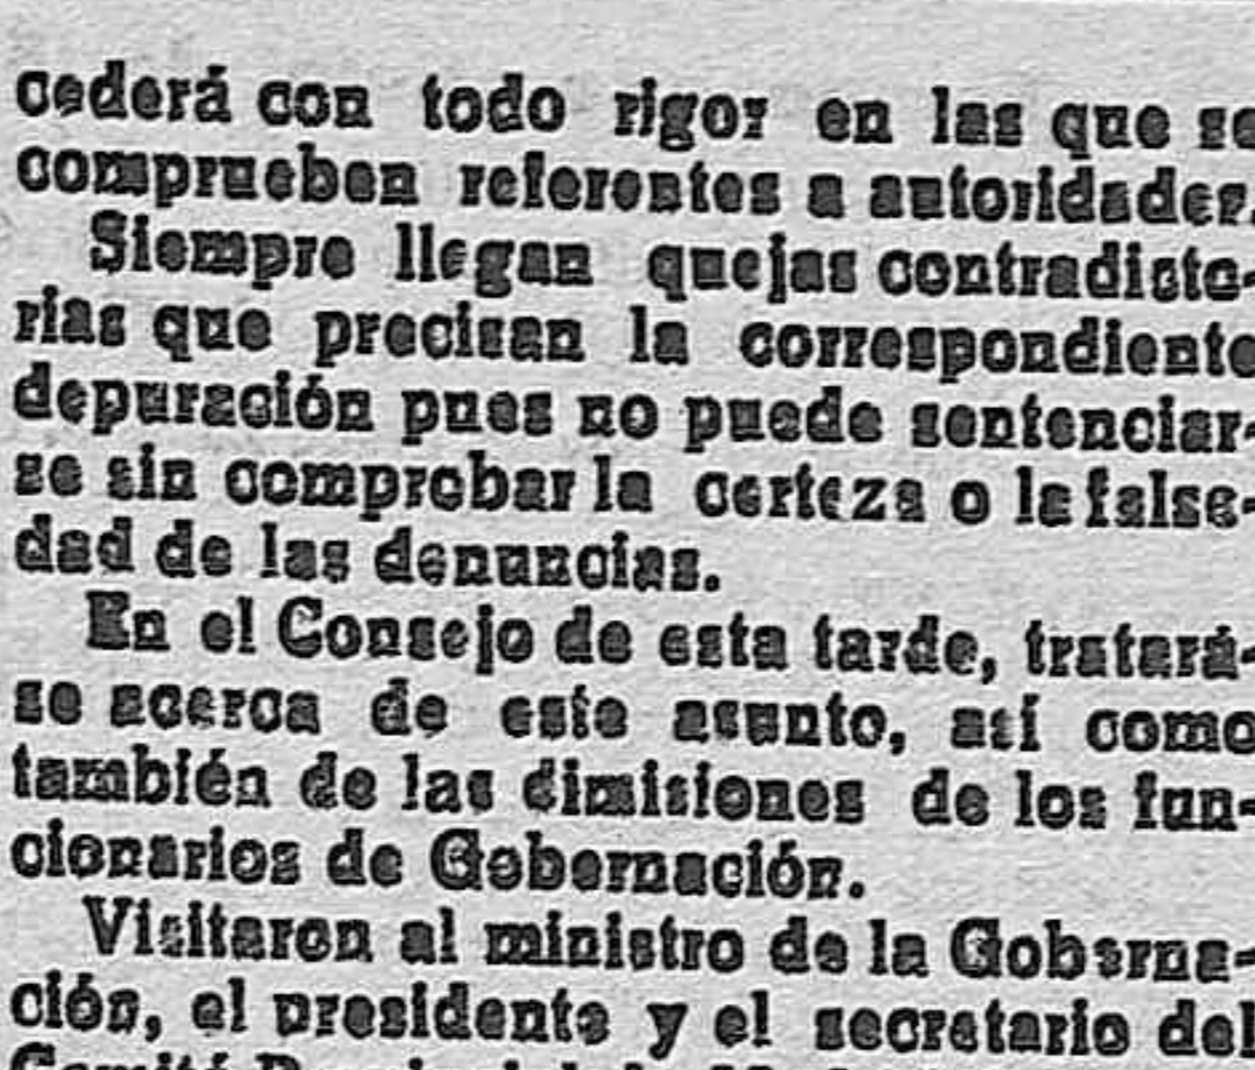 cederá con todo rigor en las que se
comprueben referentes a autoridades.
Siempre llegan quejas contradicto-
rias que precisan la correspondiente
depuración pues no puede sentenciar-
se sin comprobar la certeza o la false-
dad de las denuncias.
En el Consejo de esta tarde, tratará-
se acerca de este asunto, así como
también de las dimisiones de los fun-
cionarios de Gobernación.
Visitaron al ministro de la Goberna-
ción, el presidente y el secretario del
Comité